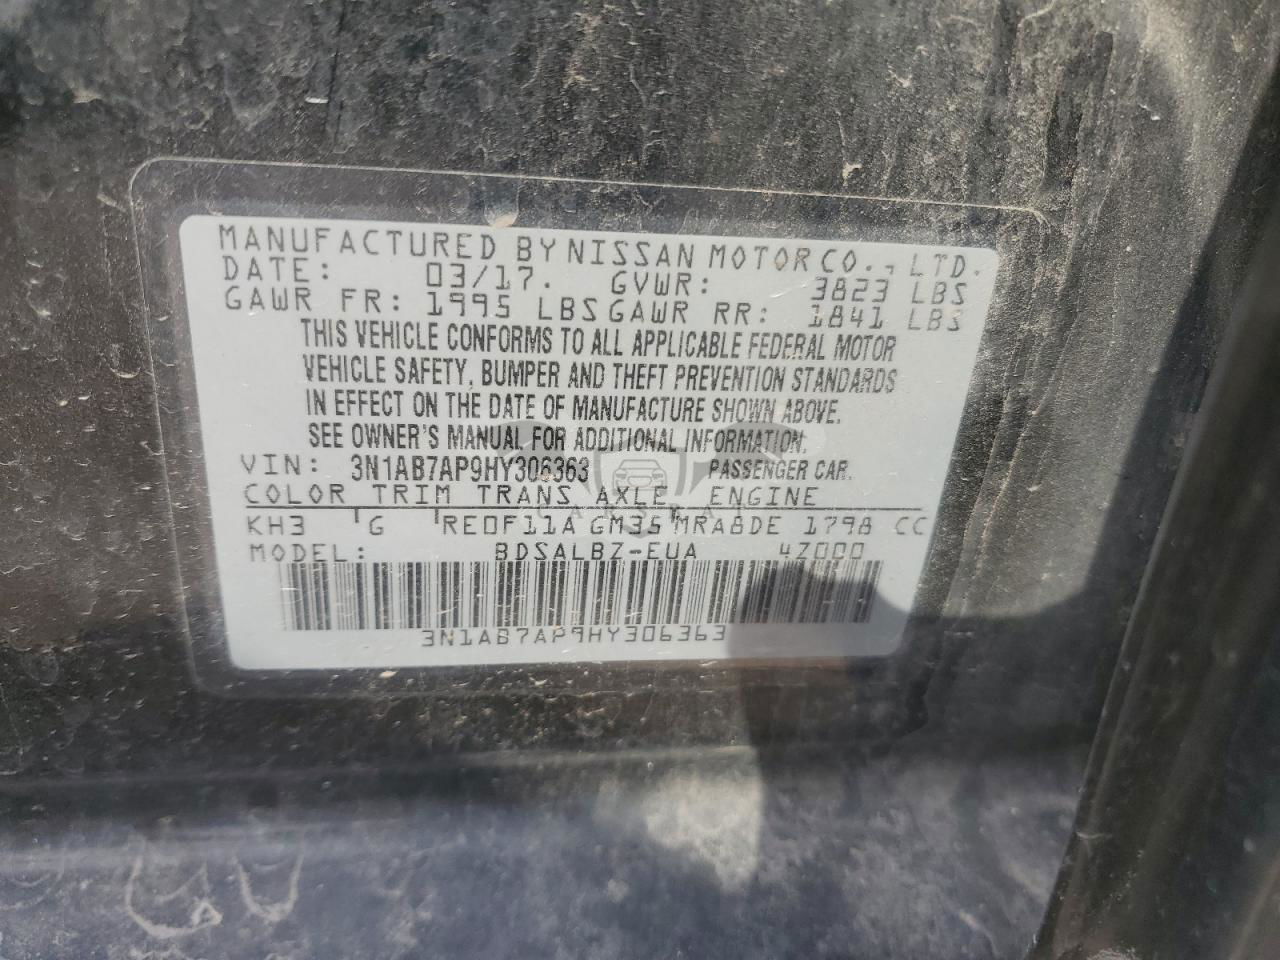 MANUFACTURED BY NISSAN MOTOR CO., LTD.
DATE: 03/17. GVWR: 3823 LBS
GAWR FR: 1995 LBS GAWR RR: 1841 LBS
THIS VEHICLE CONFORMS TO ALL APPLICABLE FEDERAL MOTOR
VEHICLE SAFETY, BUMPER AND THEFT PREVENTION STANDARDS
IN EFFECT ON THE DATE OF MANUFACTURE SHOWN ABOVE.
SEE OWNER'S MANUAL FOR ADDITIONAL INFORMATION.
VIN: 3N1AB7AP9HY306363 PASSENGER CAR.
COLOR TRIM TRANS AXLE ENGINE
KH3 G RE0F11A GM35 MRA8DE 1798 CC
MODEL: BDSALBZ-EUA 4Z000
3N1AB7AP9HY306363